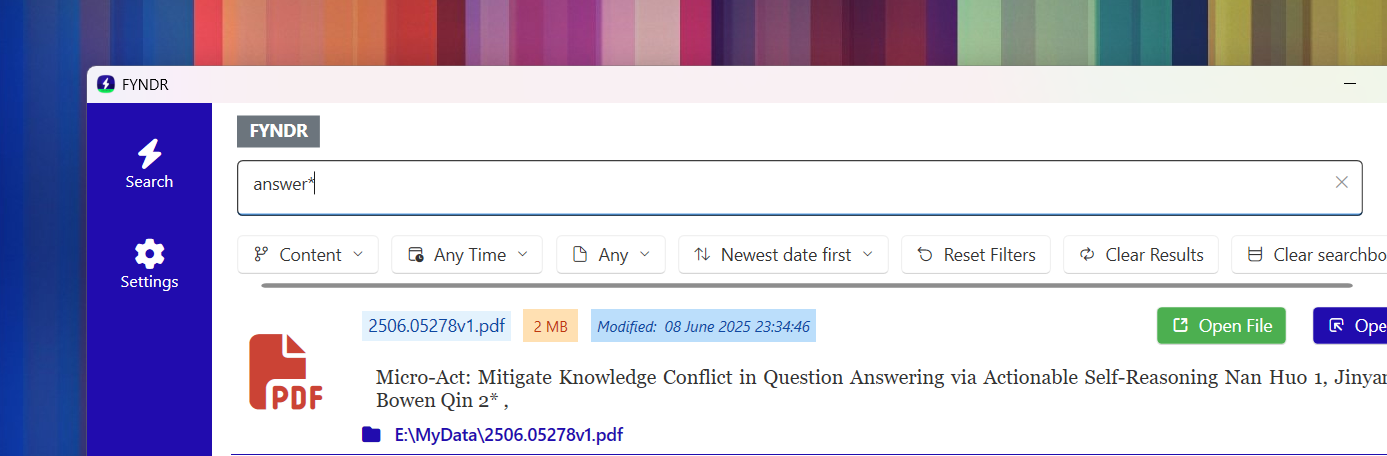 FYNDR
FYNDR
Search
answer*
Settings
Content Any Time Any Newest date first Reset Filters Clear Results Clear searchbo
2506.05278v1.pdf 2 MB Modified: 08 June 2025 23:34:46 Open File Ope
PDF
Micro-Act: Mitigate Knowledge Conflict in Question Answering via Actionable Self-Reasoning Nan Huo 1, Jinyan
Bowen Qin 2* ,
E:\MyData\2506.05278v1.pdf